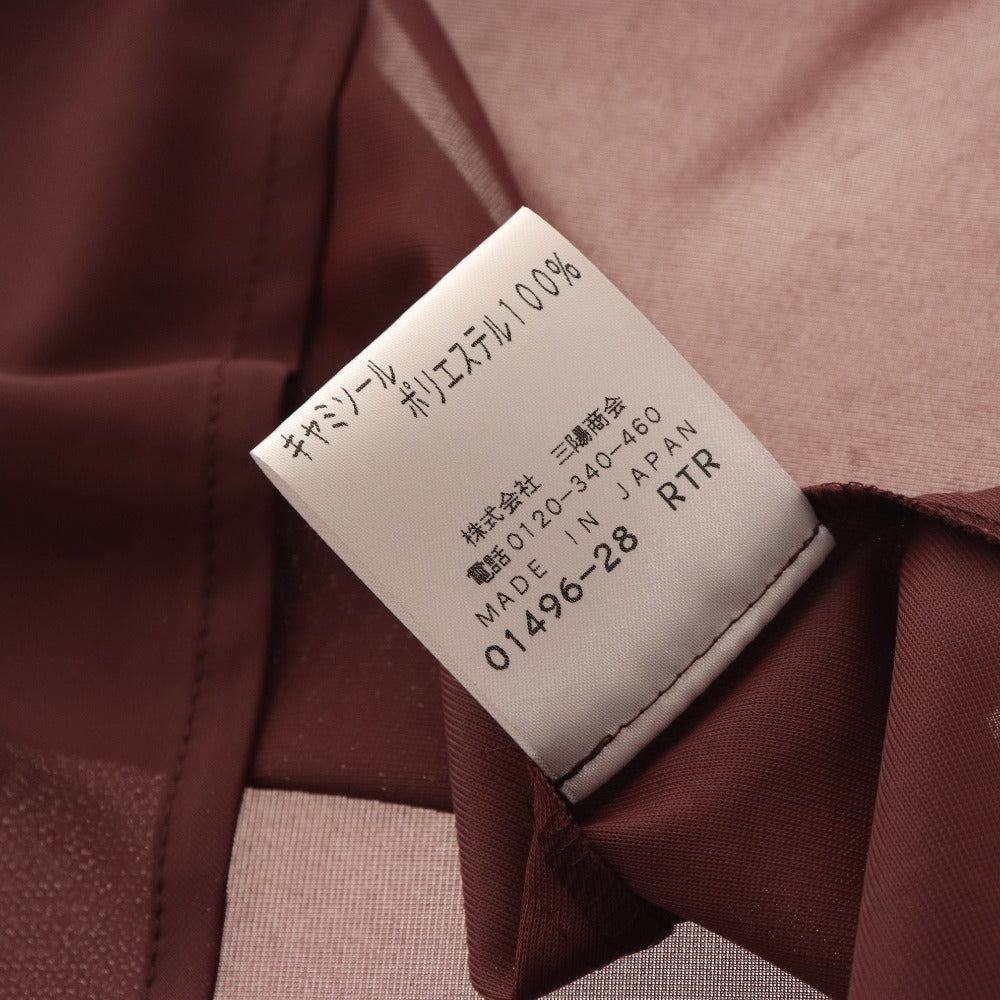 キャミソール
ポリエステル100%
株式会社 三陽商会
電話0120-340-460
MADE IN JAPAN
01496-28 RTR